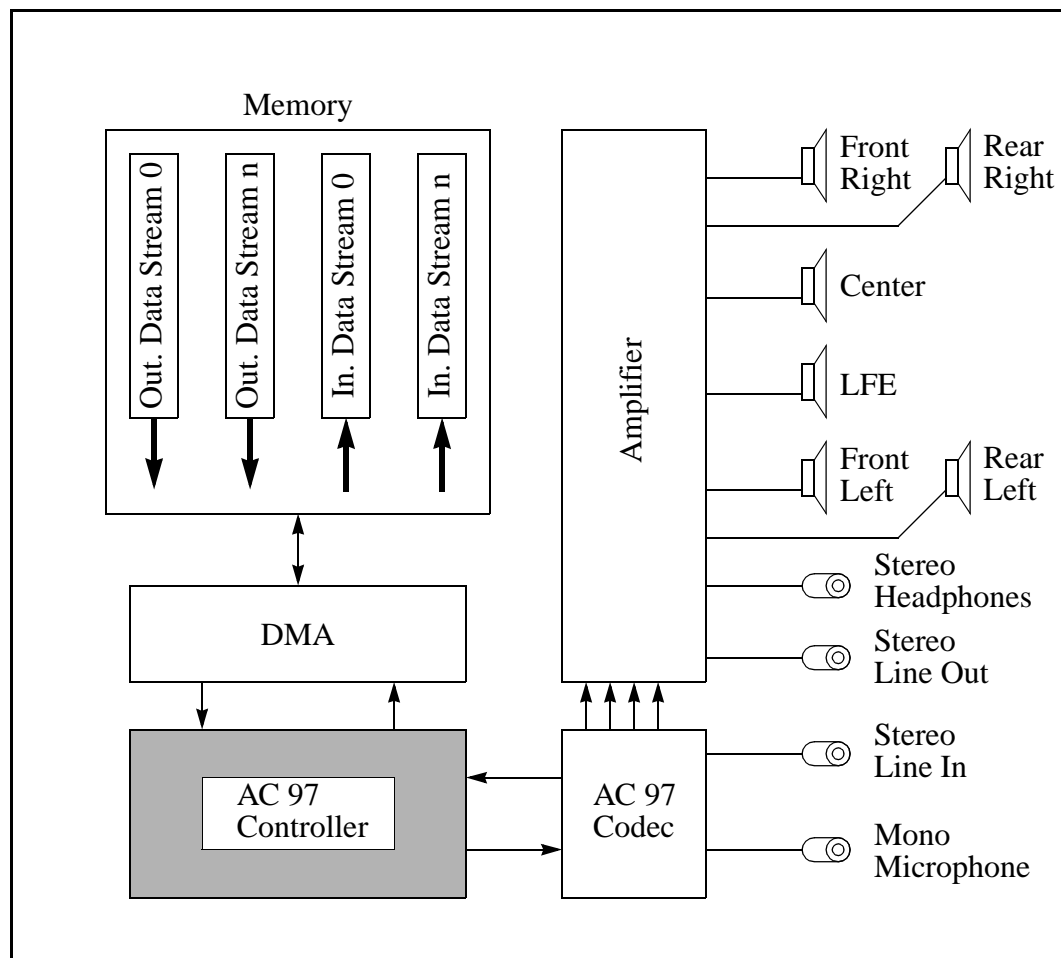 Memory
Out. Data Stream 0
Out. Data Stream n
In. Data Stream 0
In. Data Stream n
DMA
AC 97
Controller
Amplifier
AC 97
Codec
Front
Right
Rear
Right
Center
LFE
Front
Left
Rear
Left
Stereo
Headphones
Stereo
Line Out
Stereo
Line In
Mono
Microphone